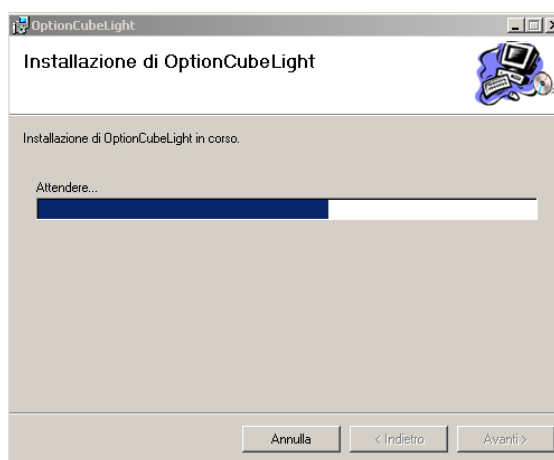 OptionCubeLight
Installazione di OptionCubeLight
Installazione di OptionCubeLight in corso.
Attendere...
Annulla
< Indietro
Avanti >